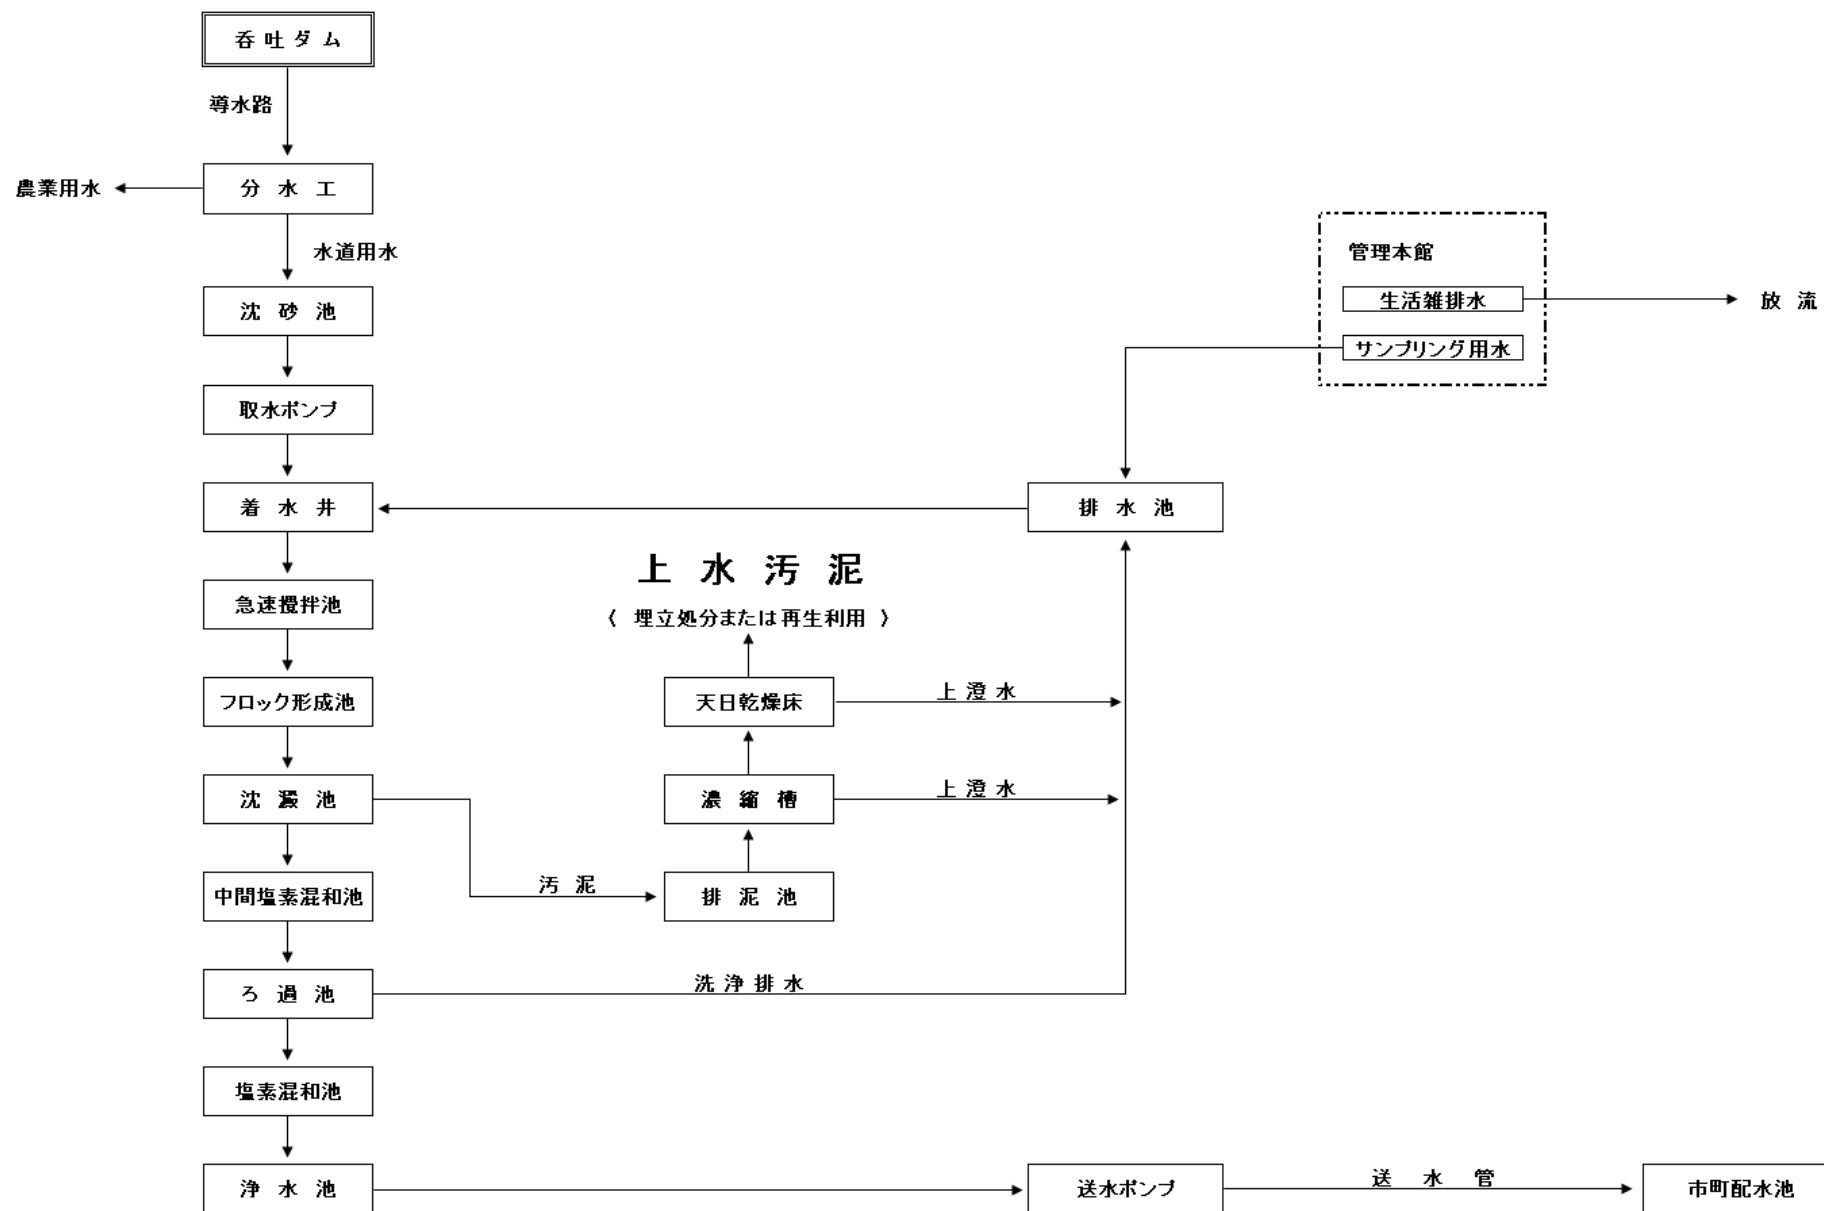 呑吐ダム
導水路
農業用水
分水工
水道用水
管理本館
沈砂池
生活雑排水
放流
サンプリング用水
取水ポンプ
着水井
排水池
上水汚泥
急速攪拌池
〈 埋立処分または再生利用 〉
フロック形成池
天日乾燥床
上澄水
沈澱池
濃縮槽
上澄水
中間塩素混和池
汚泥
排泥池
ろ過池
洗浄排水
塩素混和池
浄水池
送水ポンプ
送水管
市町配水池